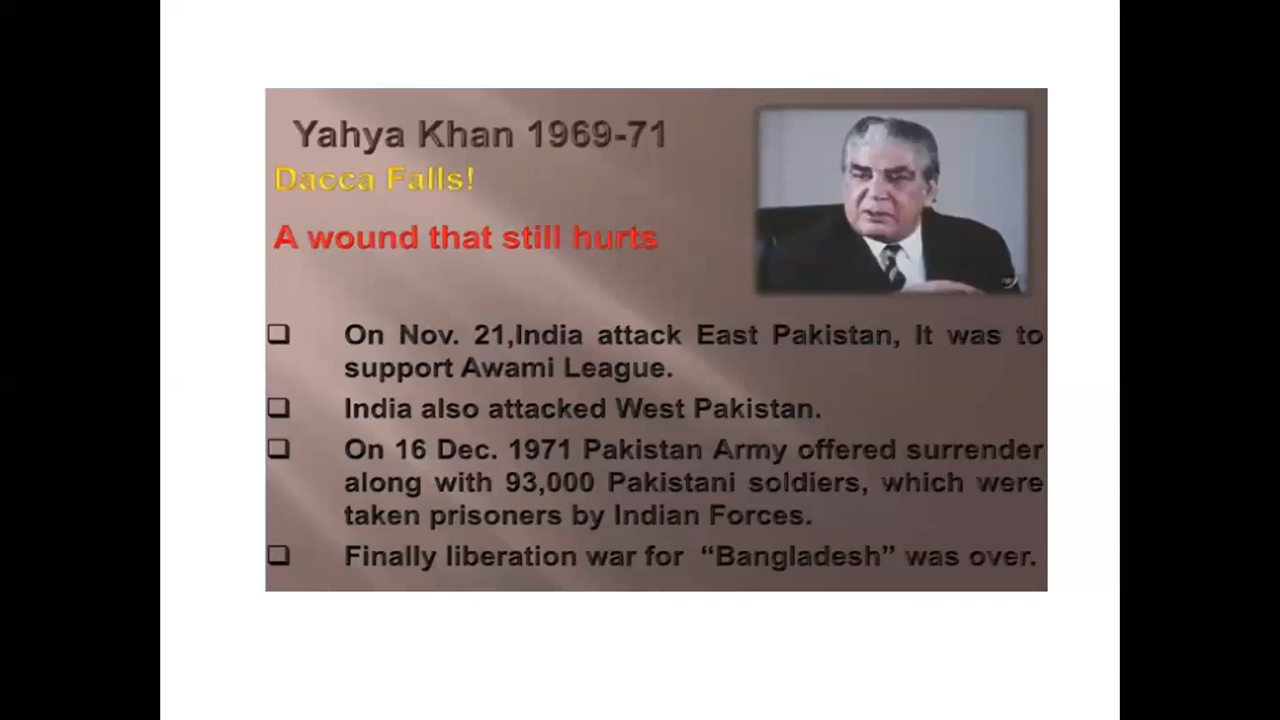 Yahya Khan 1969-71
Dacca Falls!
A wound that still hurts
On Nov. 21,India attack East Pakistan, It was to
support Awami League.
India also attacked West Pakistan.
On 16 Dec. 1971 Pakistan Army offered surrender
along with 93,000 Pakistani soldiers, which were
taken prisoners by Indian Forces.
Finally liberation war for “Bangladesh” was over.